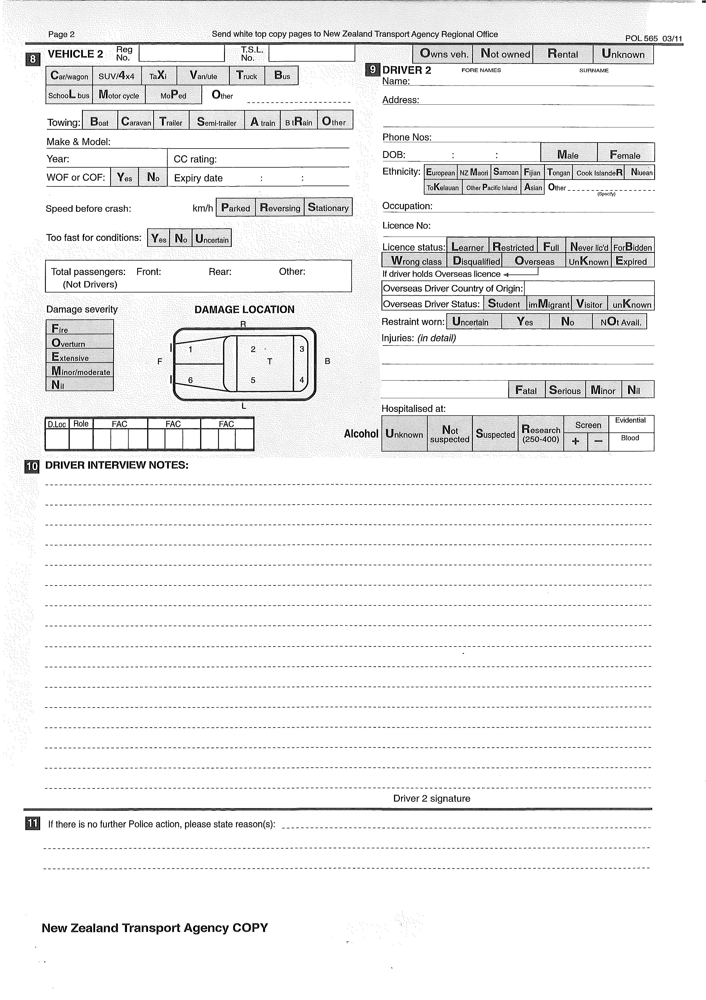 Page 2
Send white top copy pages to New Zealand Transport Agency Regional Office
POL 565 03/11
8 VEHICLE 2 Reg No. T.S.L. No.
Car/wagon SUV/4x4 TaXi Van/ute Truck Bus
SchooL bus Motor cycle MoPed Other
Towing: Boat Caravan Trailer Semi-trailer A train B tRain Other
Make & Model:
Year: CC rating:
WOF or COF: Yes No Expiry date : :
Speed before crash: km/h Parked Reversing Stationary
Too fast for conditions: Yes No Uncertain
Total passengers: Front: Rear: Other:
(Not Drivers)
Damage severity
Fire
Overturn
Extensive
Minor/moderate
Nil
DAMAGE LOCATION
R
1 2 3
F T B
6 5 4
L
D.Loc Role FAC FAC FAC
Owns veh. Not owned Rental Unknown
9 DRIVER 2 FORE NAMES SURNAME
Name:
Address:
Phone Nos:
DOB: : : Male Female
Ethnicity: European NZ Maori Samoan Fijian Tongan Cook IslandeR Niuean
ToKelauan Other Pacific Island Asian Other
(Specify)
Occupation:
Licence No:
Licence status: Learner Restricted Full Never lic'd ForBidden
Wrong class Disqualified Overseas UnKnown Expired
If driver holds Overseas licence
Overseas Driver Country of Origin:
Overseas Driver Status: Student imMigrant Visitor unKnown
Restraint worn: Uncertain Yes No NOt Avail.
Injuries: (in detail)
Fatal Serious Minor Nil
Hospitalised at:
Alcohol Unknown Not suspected Suspected Research (250-400) Screen + − Evidential Blood
10 DRIVER INTERVIEW NOTES:
Driver 2 signature
11 If there is no further Police action, please state reason(s):
New Zealand Transport Agency COPY